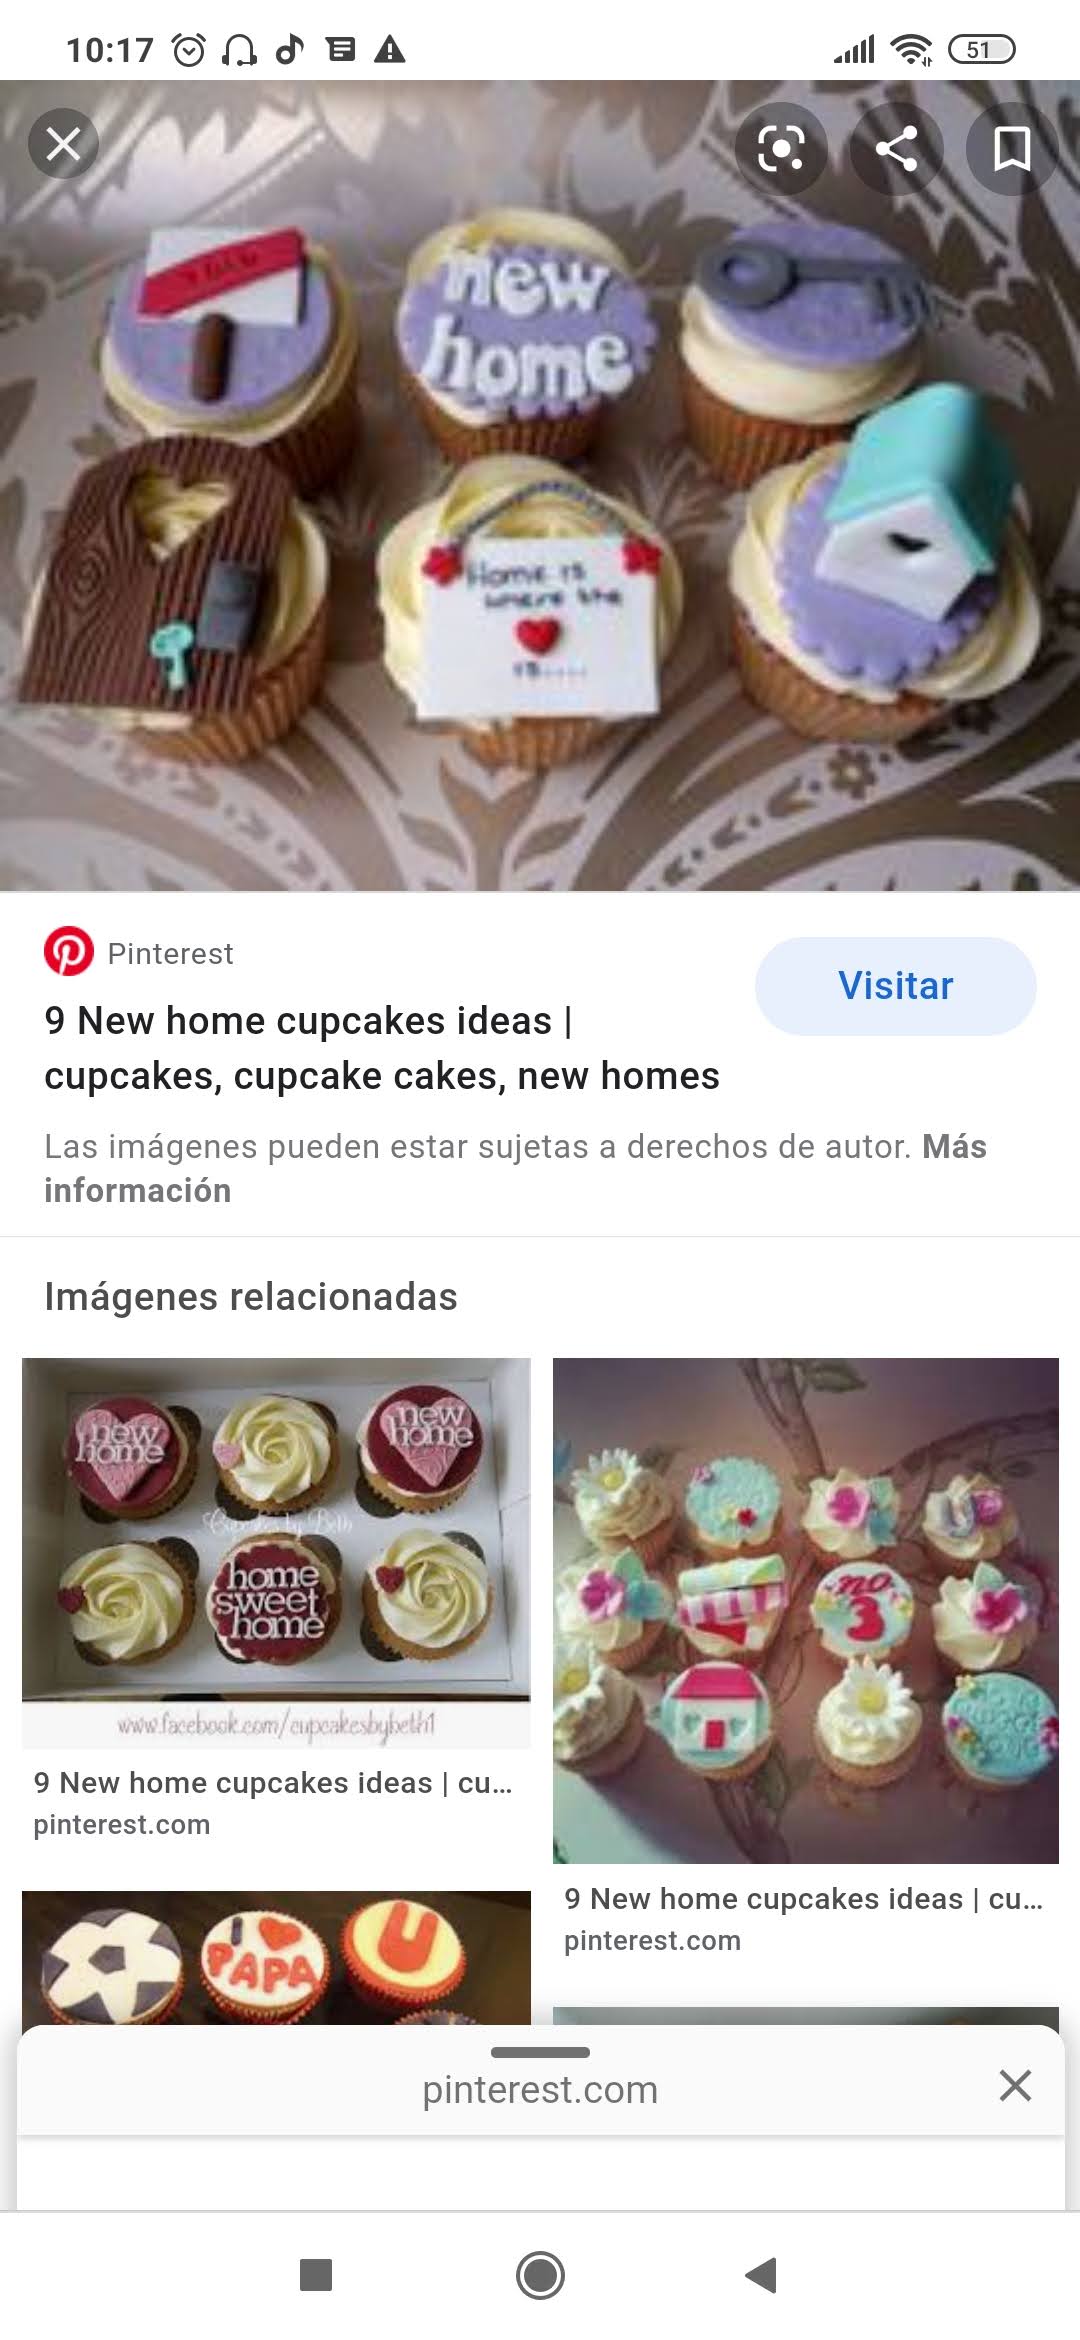 10:17
51
new
home
Home is
where the
is....
Pinterest
Visitar
9 New home cupcakes ideas |
cupcakes, cupcake cakes, new homes
Las imágenes pueden estar sujetas a derechos de autor. Más
información
Imágenes relacionadas
new
home
new
home
Cupcakes by Beth
home
sweet
home
www.facebook.com/cupcakesbybeth1
9 New home cupcakes ideas | cu...
pinterest.com
no
3
9 New home cupcakes ideas | cu...
pinterest.com
I
PAPA
U
pinterest.com